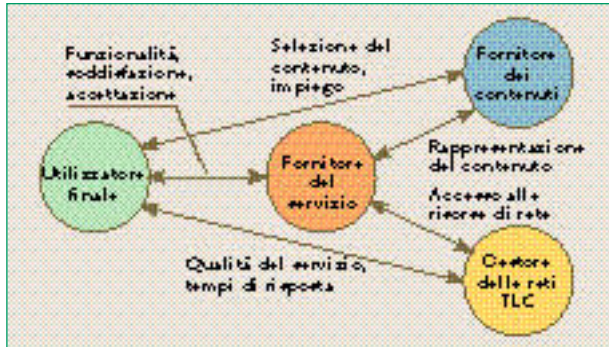 Funzionalità,
soddisfazione,
accettazione
Selezione del
contenuto,
impiego
Fornitore
dei
contenuti
Utilizzatore
finale
Fornitore
del
servizio
Rappresentazione
del contenuto
Accesso alle
risorse di rete
Qualità del servizio,
tempi di risposta
Gestore
delle reti
TLC